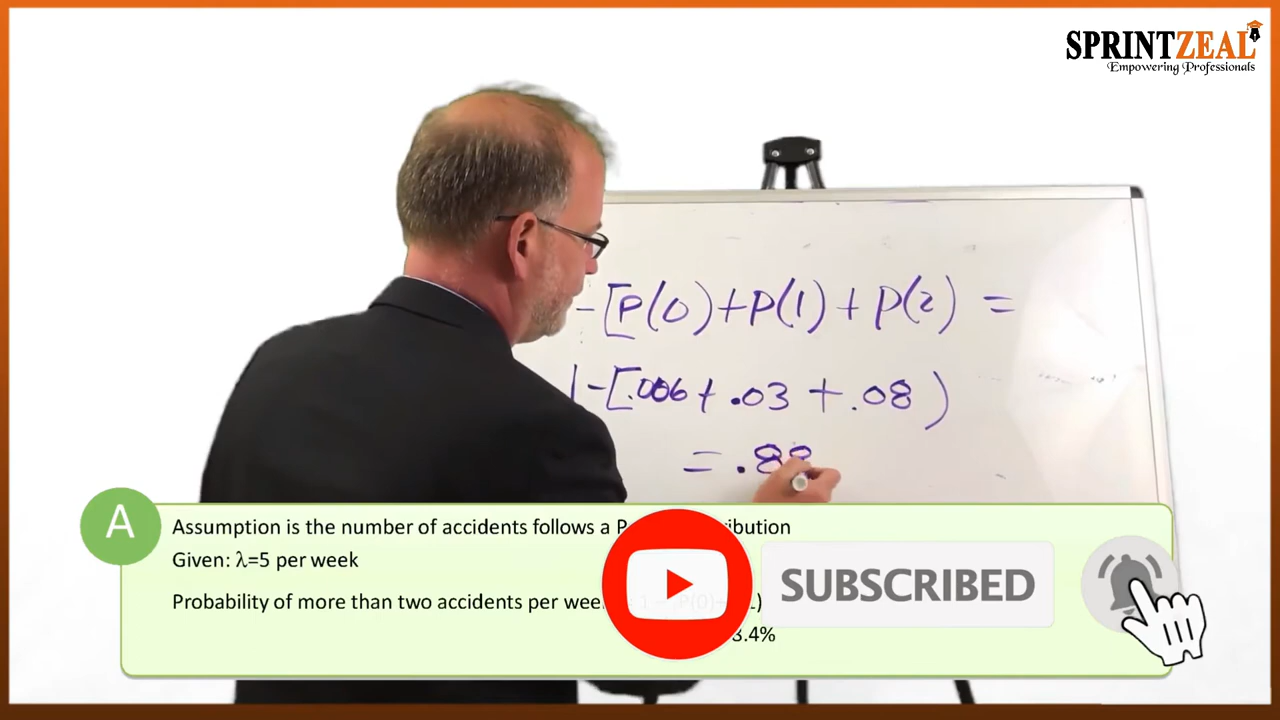 SPRINTZEAL
Empowering Professionals
-[P(0)+P(1)+P(2) =
1-[.006+.03+.08)
=.88
A
Assumption is the number of accidents follows a P ribution
Given: λ=5 per week
Probability of more than two accidents per wee
3.4%
SUBSCRIBED